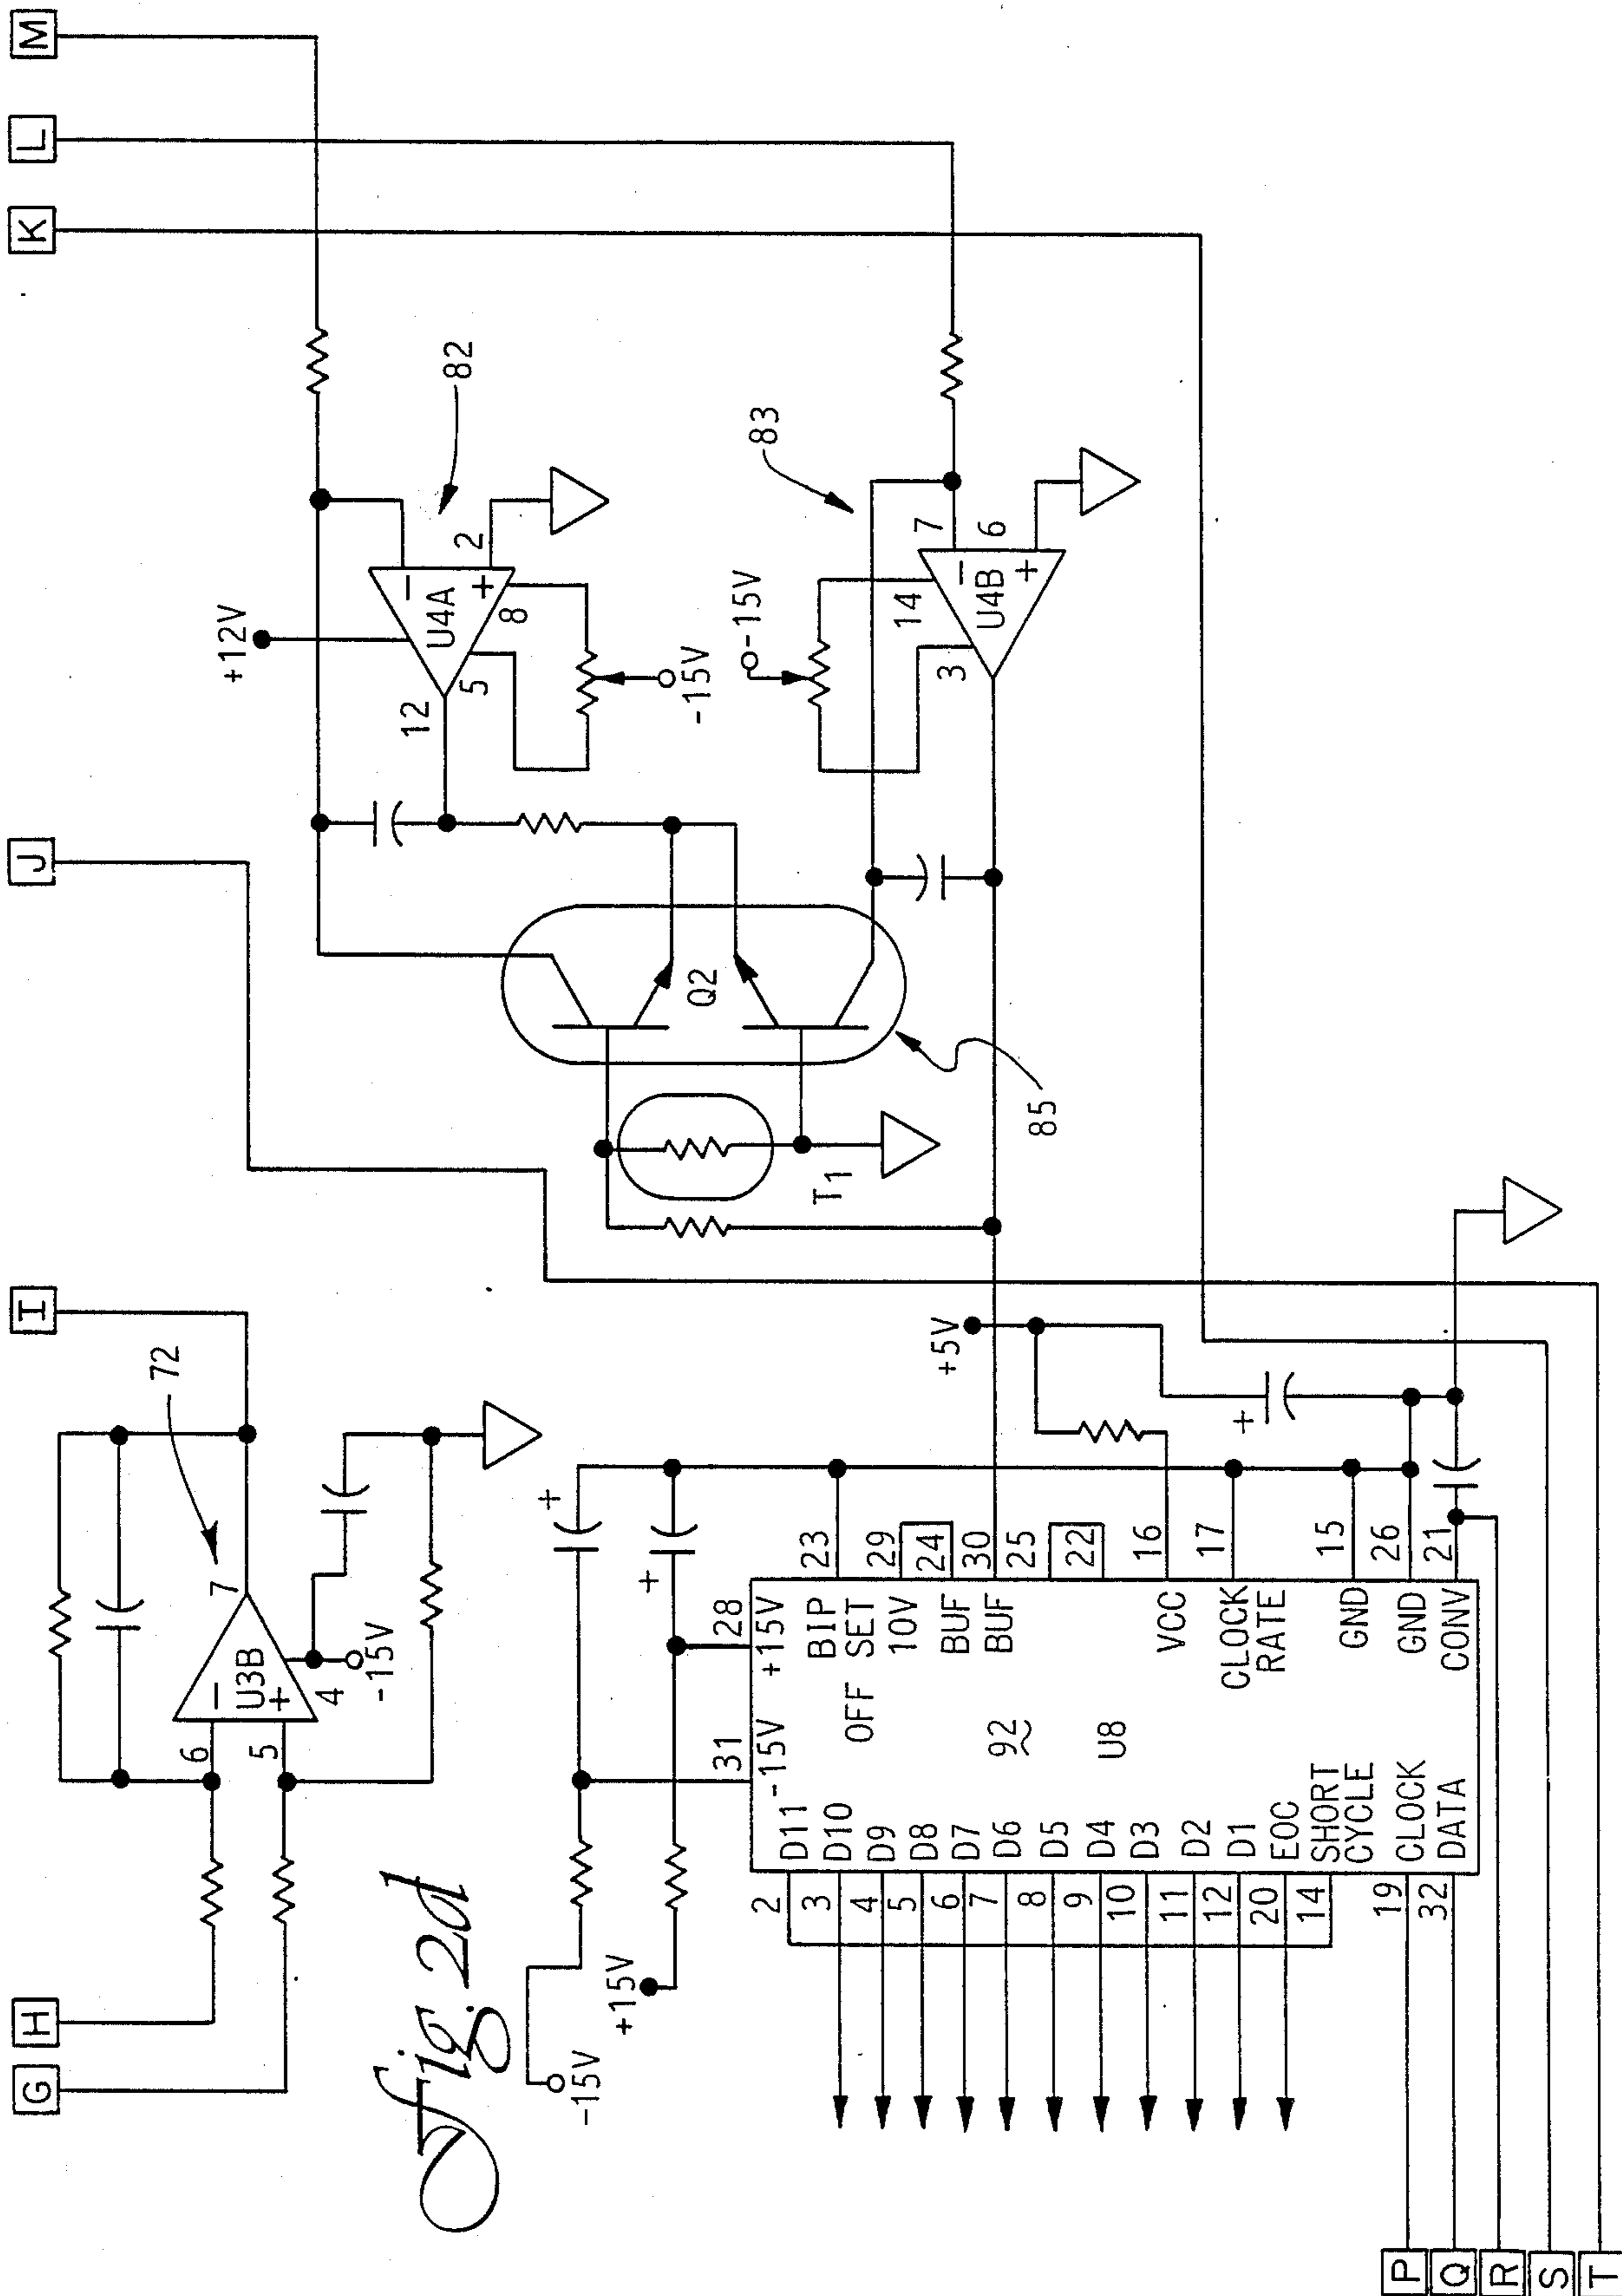 G
H
I
J
K
L
M
72
6
5
7
−
+
U3B
4
-15V
Fig. 2d
+12V
82
12
U4A
−
+
2
5
8
-15V
83
-15V
14
7
3
U4B
−
+
6
Q2
T1
85
-15V
+15V
31
28
-15V
+15V
+
+
2
D11
3
D10
4
D9
5
D8
6
D7
7
D6
8
D5
9
D4
10
D3
11
D2
12
D1
20
EOC
14
SHORT
CYCLE
19
CLOCK
32
DATA
92
U8
BIP
23
OFF SET
10V
29
BUF
24
BUF
30
25
22
VCC
16
CLOCK
RATE
17
GND
15
GND
26
CONV
21
+5V
+
P
Q
R
S
T